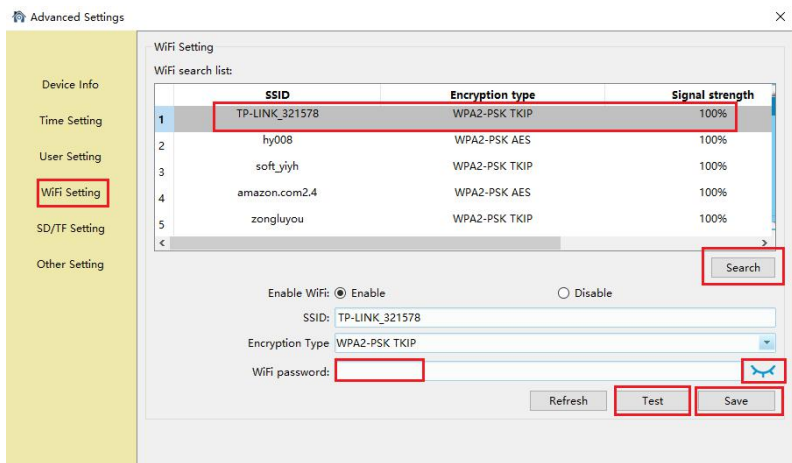 Advanced Settings
WiFi Setting
WiFi search list:
Device Info
Time Setting
User Setting
WiFi Setting
SD/TF Setting
Other Setting
SSID Encryption type Signal strength
1 TP-LINK_321578 WPA2-PSK TKIP 100%
2 hy008 WPA2-PSK AES 100%
3 soft_yiyh WPA2-PSK TKIP 100%
4 amazon.com2.4 WPA2-PSK AES 100%
5 zongluyou WPA2-PSK TKIP 100%
Search
Enable WiFi: Enable Disable
SSID: TP-LINK_321578
Encryption Type WPA2-PSK TKIP
WiFi password:
Refresh Test Save